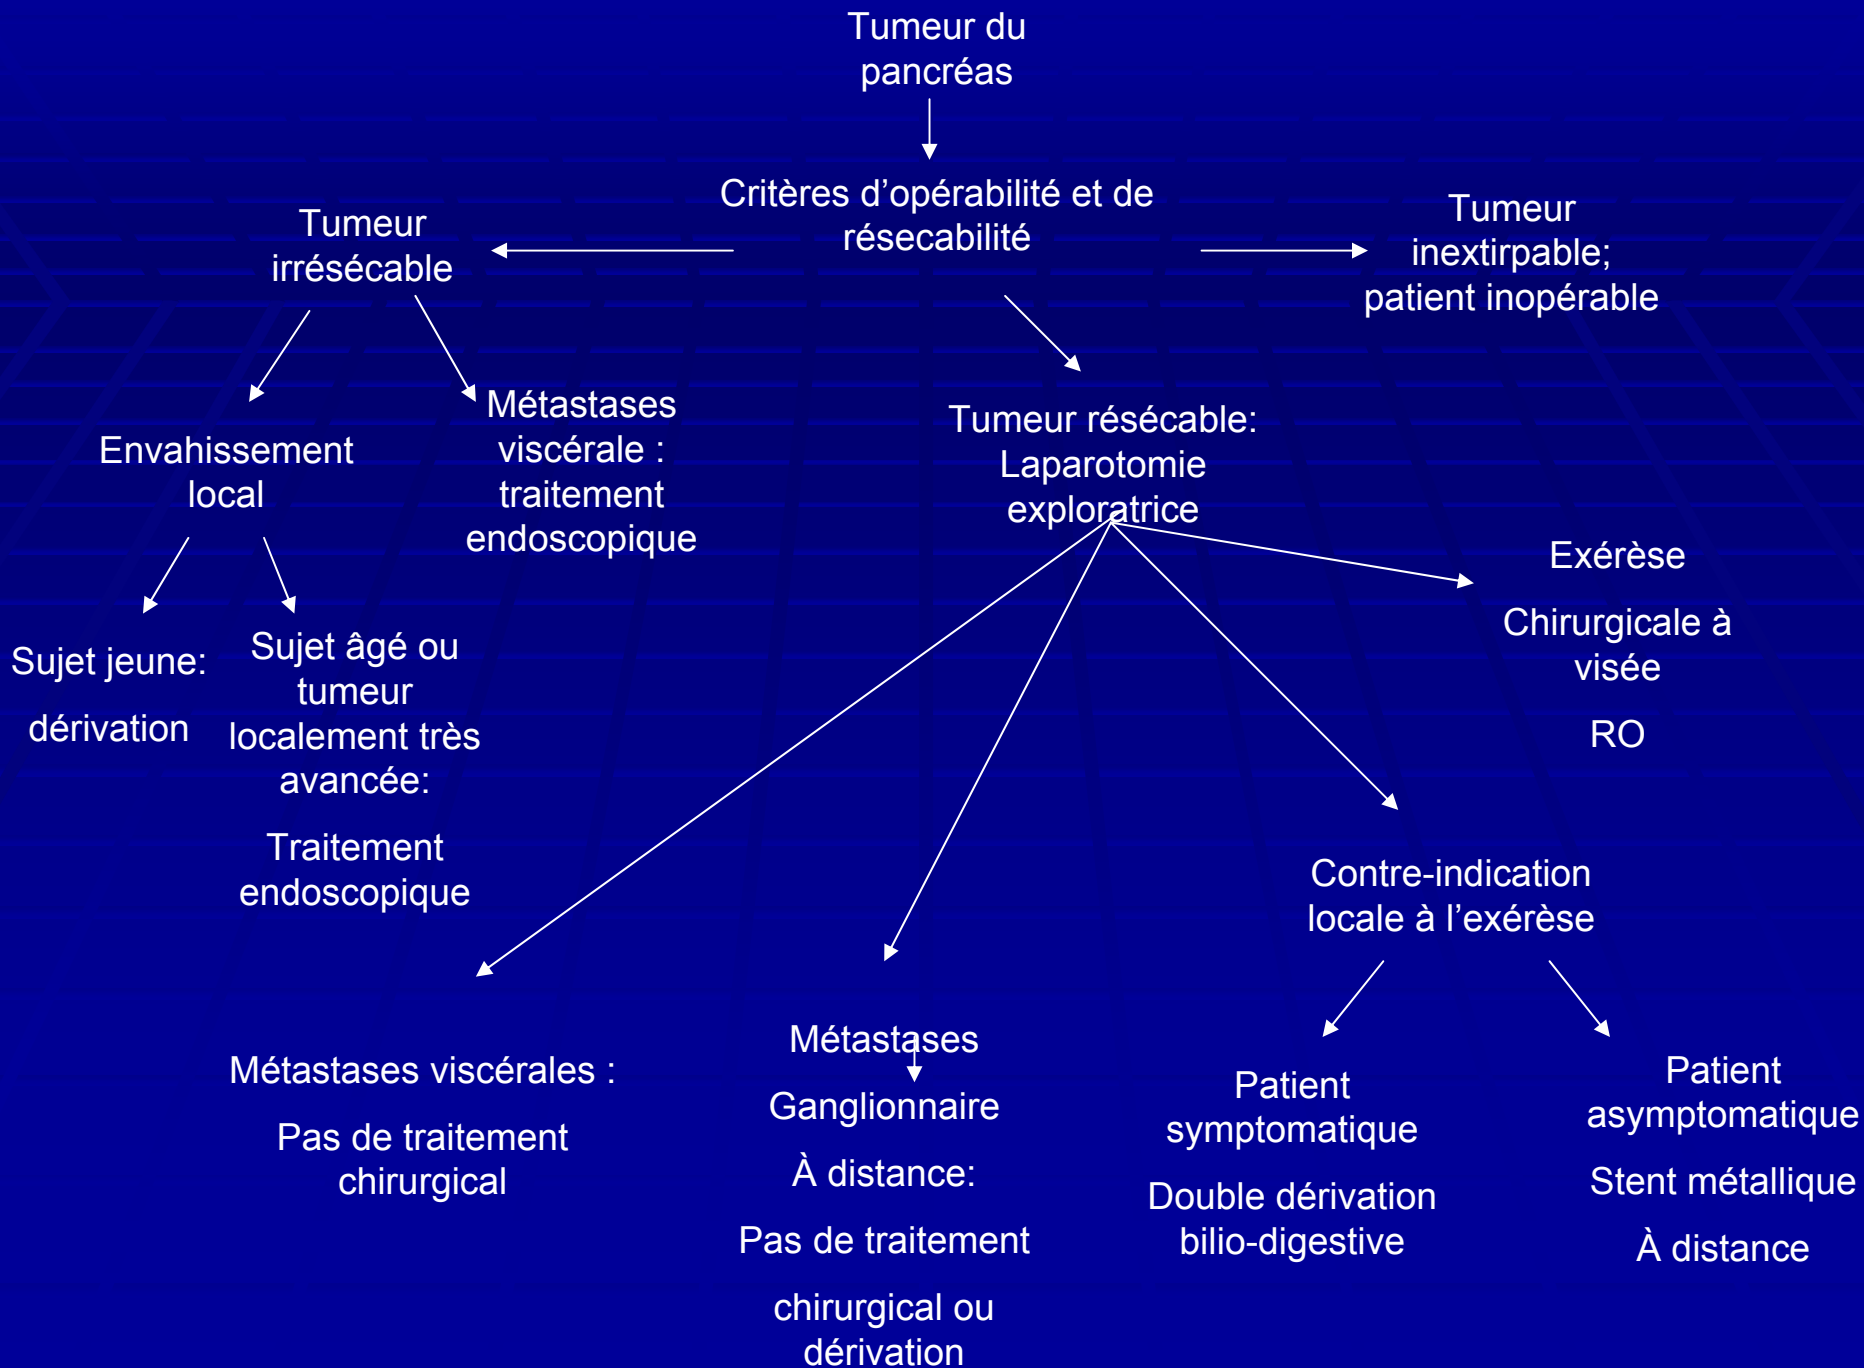 Tumeur du
pancréas
Critères d'opérabilité et de
résecabilité
Tumeur
irrésécable
Tumeur
inextirpable;
patient inopérable
Envahissement
local
Métastases
viscérale :
traitement
endoscopique
Tumeur résécable:
Laparotomie
exploratrice
Exérèse
Chirurgicale à
visée
RO
Sujet jeune:
dérivation
Sujet âgé ou
tumeur
localement très
avancée:
Traitement
endoscopique
Contre-indication
locale à l'exérèse
Métastases viscérales :
Pas de traitement
chirurgical
Métastases
Ganglionnaire
À distance:
Pas de traitement
chirurgical ou
dérivation
Patient
symptomatique
Double dérivation
bilio-digestive
Patient
asymptomatique
Stent métallique
À distance